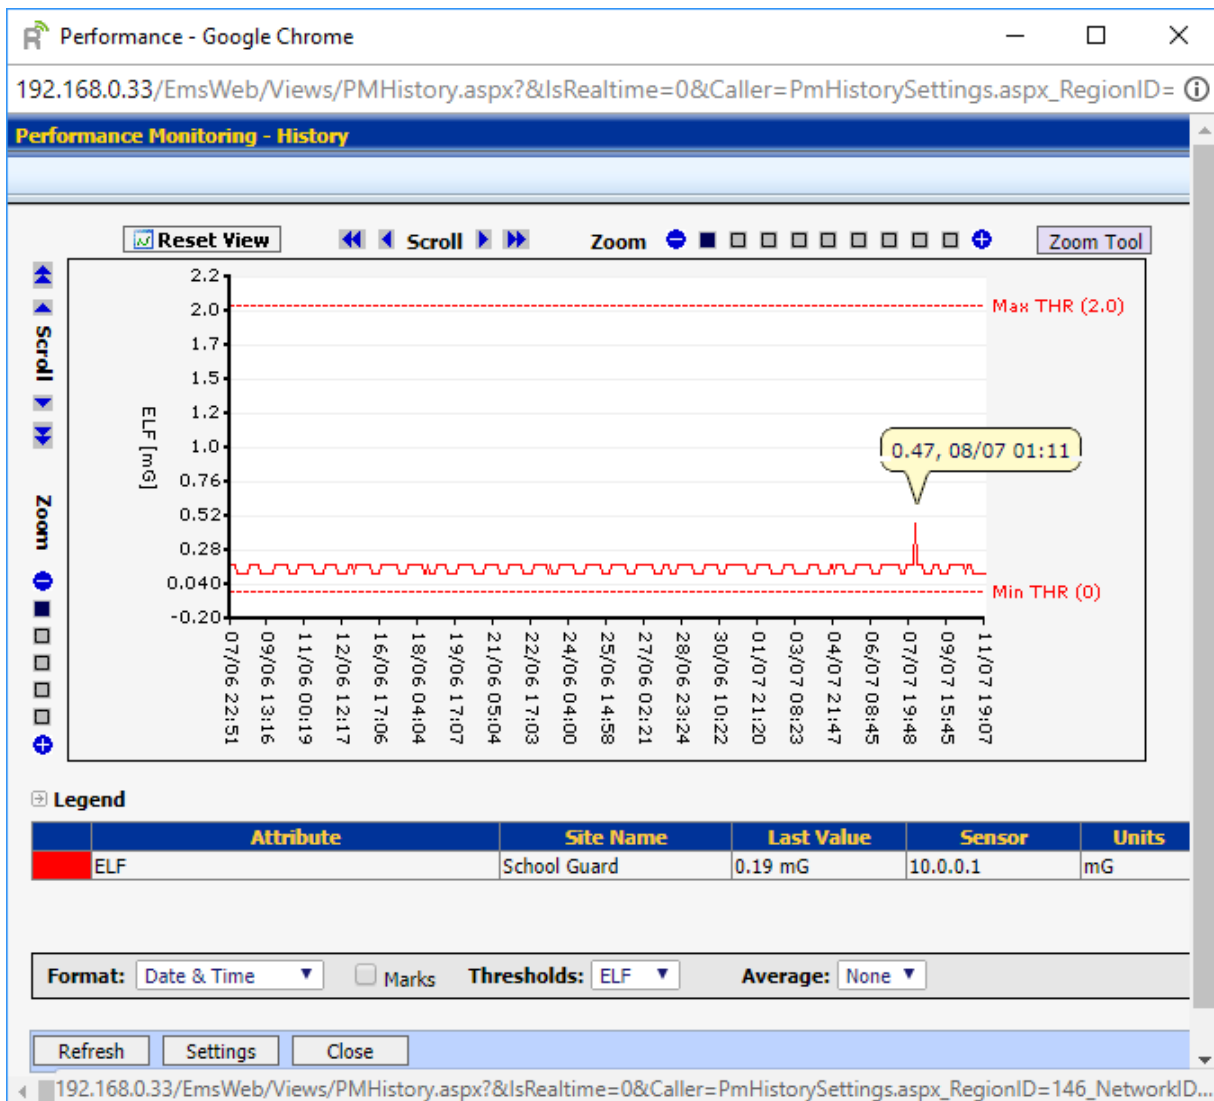 Performance - Google Chrome
192.168.0.33/EmsWeb/Views/PMHistory.aspx?&IsRealtime=0&Caller=PmHistorySettings.aspx_RegionID=
Performance Monitoring - History
Reset View
Scroll
Zoom
Zoom Tool
Scroll
Zoom
ELF [mG]
2.2
2.0
1.7
1.5
1.2
1.0
0.76
0.52
0.28
0.040
-0.20
Max THR (2.0)
0.47, 08/07 01:11
Min THR (0)
07/06 22:51
09/06 13:16
11/06 00:19
12/06 12:17
16/06 17:06
18/06 04:04
19/06 17:07
21/06 05:04
22/06 17:03
24/06 04:00
25/06 14:58
27/06 02:21
28/06 23:24
30/06 10:22
01/07 21:20
03/07 08:23
04/07 21:47
06/07 08:45
07/07 19:48
09/07 15:45
11/07 19:07
Legend
Attribute Site Name Last Value Sensor Units
ELF School Guard 0.19 mG 10.0.0.1 mG
Format: Date & Time Marks Thresholds: ELF Average: None
Refresh Settings Close
192.168.0.33/EmsWeb/Views/PMHistory.aspx?&IsRealtime=0&Caller=PmHistorySettings.aspx_RegionID=146_NetworkID...